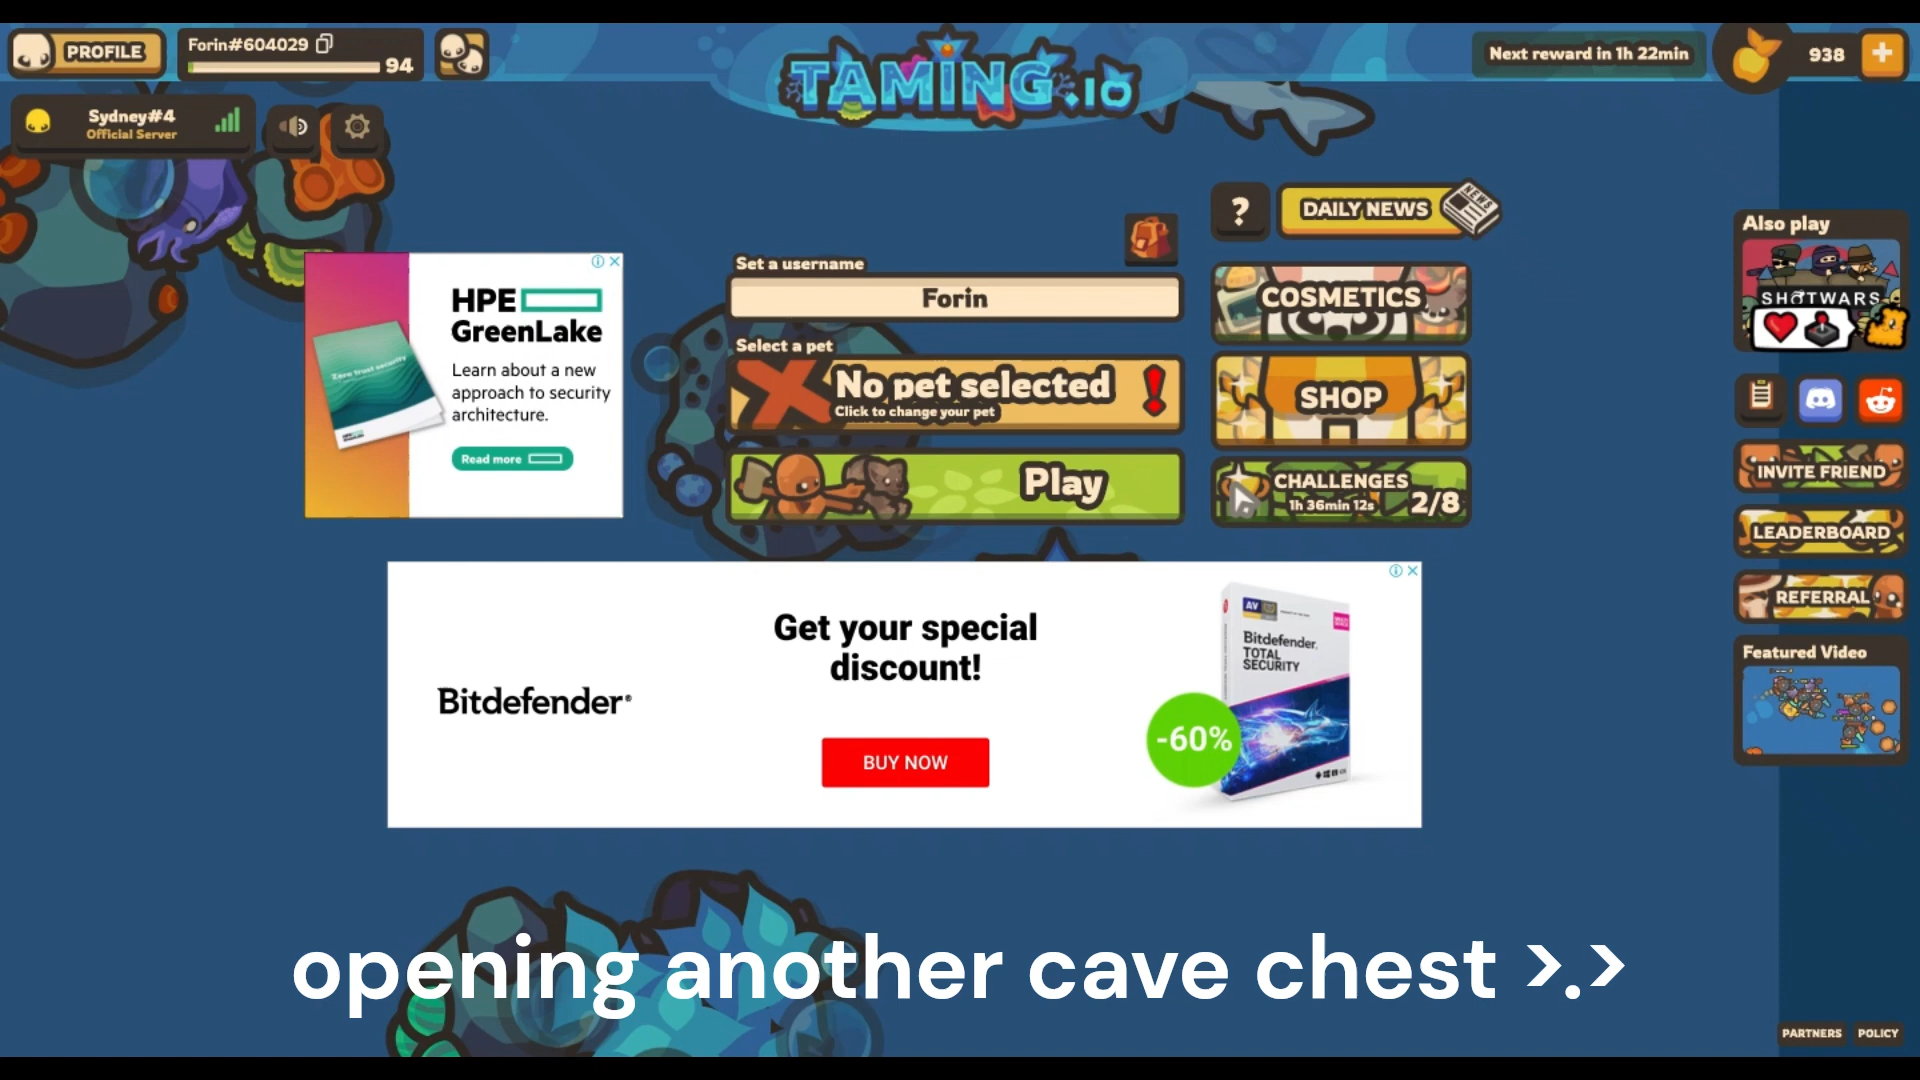 PROFILE
Forin#604029
94
TAMING.IO
Next reward in 1h 22min
938
Sydney#4
Official Server
?
DAILY NEWS
NEWS
Also play
SHOTWARS
Set a username
Forin
COSMETICS
Select a pet
No pet selected
Click to change your pet
SHOP
Play
CHALLENGES
1h 36min 12s
2/8
INVITE FRIEND
LEADERBOARD
REFERRAL
Featured Video
HPE
GreenLake
Learn about a new
approach to security
architecture.
Read more
Zero trust security
Get your special
discount!
Bitdefender
BUY NOW
-60%
Bitdefender
TOTAL
SECURITY
opening another cave chest >.>
PARTNERS
POLICY